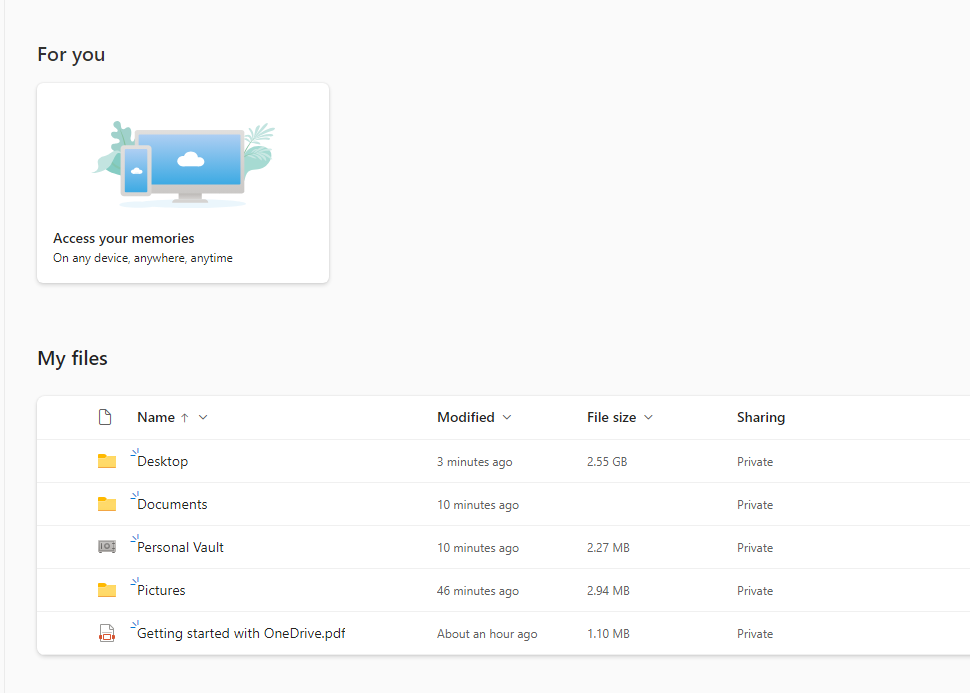 For you
Access your memories
On any device, anywhere, anytime
My files
Name Modified File size Sharing
Desktop 3 minutes ago 2.55 GB Private
Documents 10 minutes ago Private
Personal Vault 10 minutes ago 2.27 MB Private
Pictures 46 minutes ago 2.94 MB Private
Getting started with OneDrive.pdf About an hour ago 1.10 MB Private